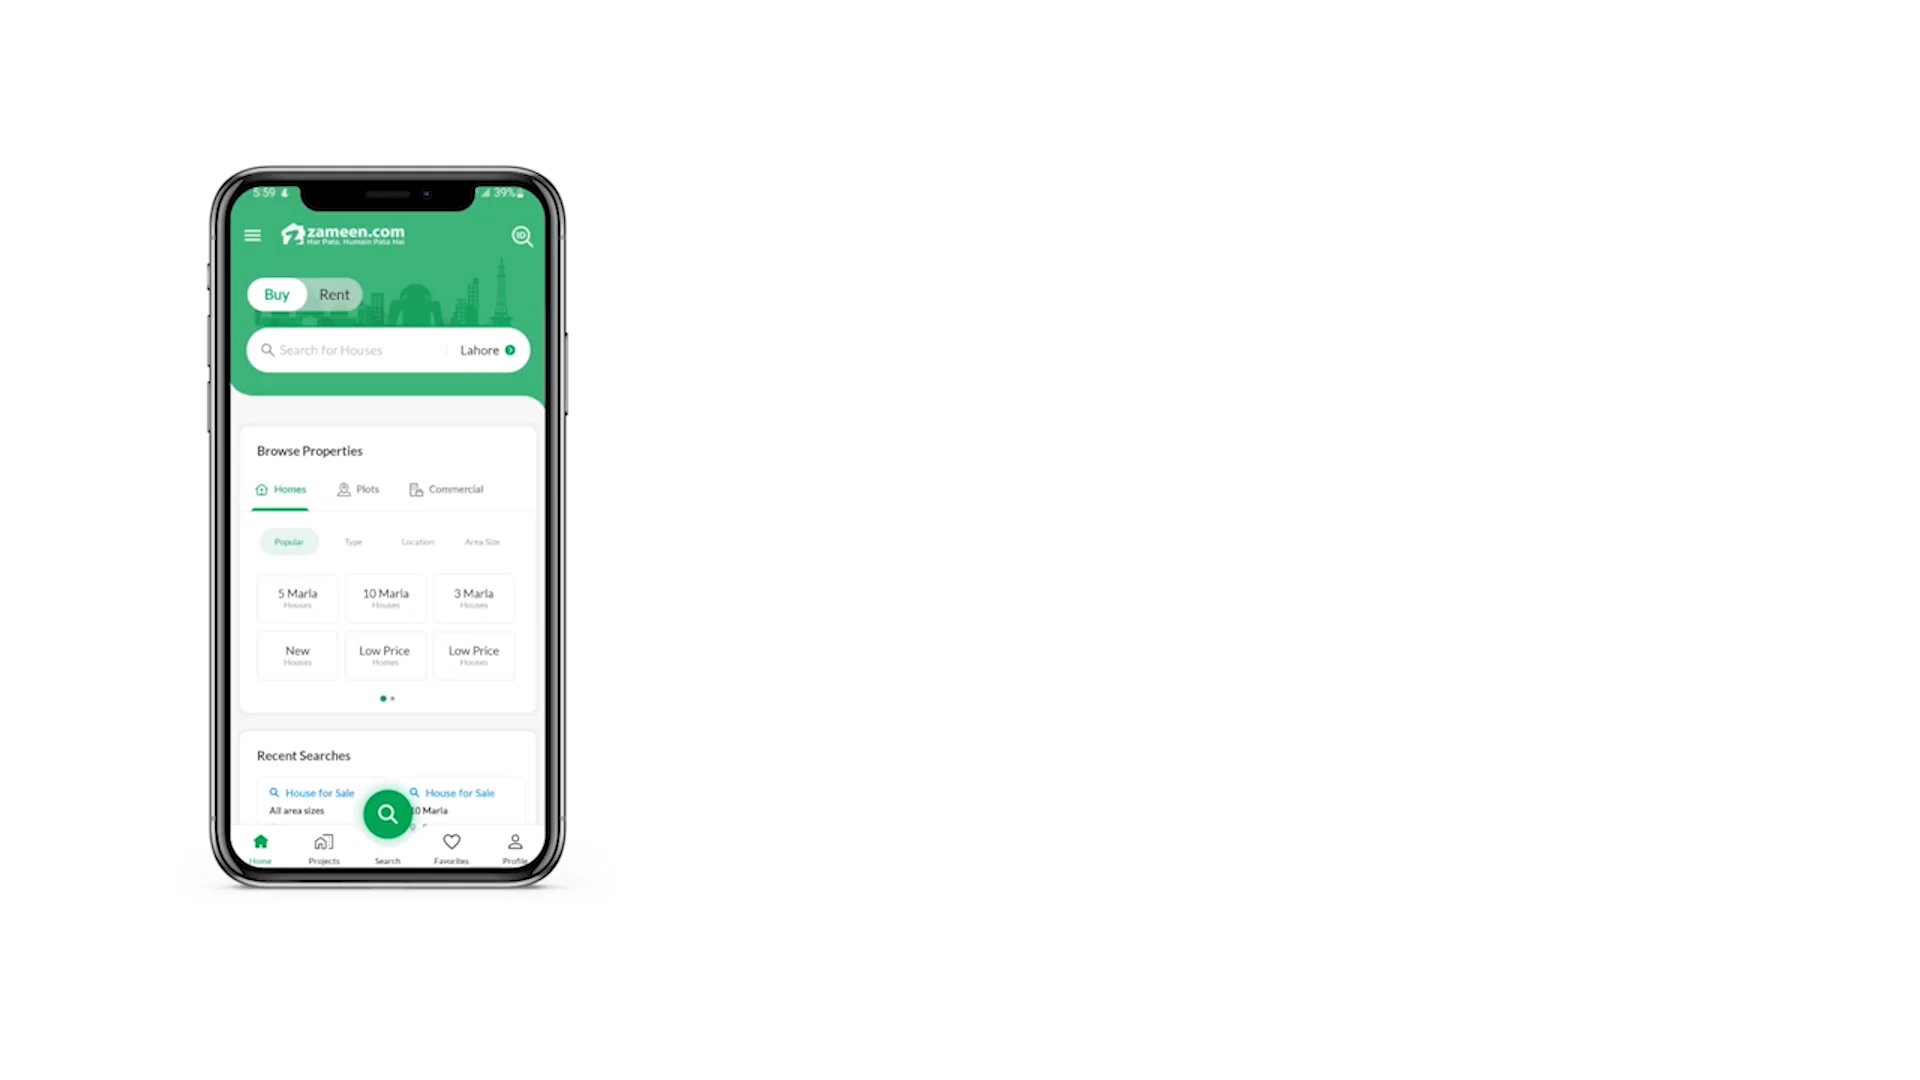 5:59 39%
zameen.com
Har Pata, Humain Pata Hai
ID
Buy Rent
Search for Houses Lahore
Browse Properties
Homes Plots Commercial
Popular Type Location Area Size
5 Marla 10 Marla 3 Marla
Houses Houses Houses
New Low Price Low Price
Houses Homes Houses
Recent Searches
House for Sale House for Sale
All area sizes 10 Marla
Home Projects Search Favorites Profile